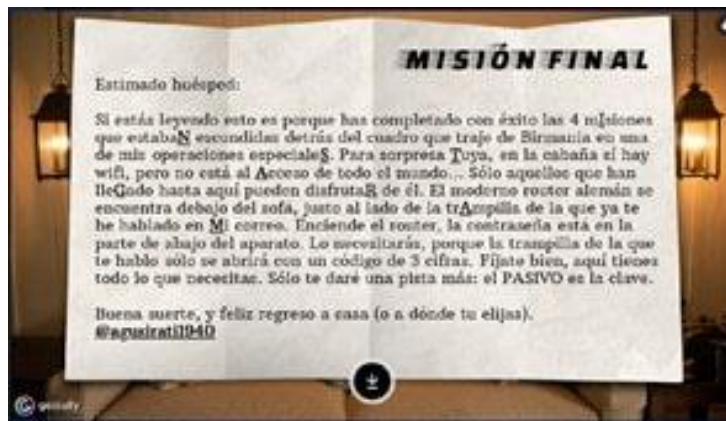 MISIÓN FINAL
Estimado huésped:
Si estás leyendo esto es porque has completado con éxito las 4 mIsiones
que estabaN escondidas detrás del cuadro que traje de Birmania en una
de mis operaciones especialeS. Para sorpresa Tuya, en la cabaña sí hay
wifi, pero no está al Acceso de todo el mundo... Sólo aquellos que han
lleGado hasta aquí pueden disfrutaR de él. El moderno router alemán se
encuentra debajo del sofá, justo al lado de la trAmpilla de la que ya te
he hablado en Mi correo. Enciende el router, la contraseña está en la
parte de abajo del aparato. Lo necesitarás, porque la trampilla de la que
te hablo sólo se abrirá con un código de 3 cifras. Fíjate bien, aquí tienes
todo lo que necesitas. Sólo te daré una pista más: el PASIVO es la clave.
Buena suerte, y feliz regreso a casa (o a dónde tu elijas).
@agusirati1940
genially